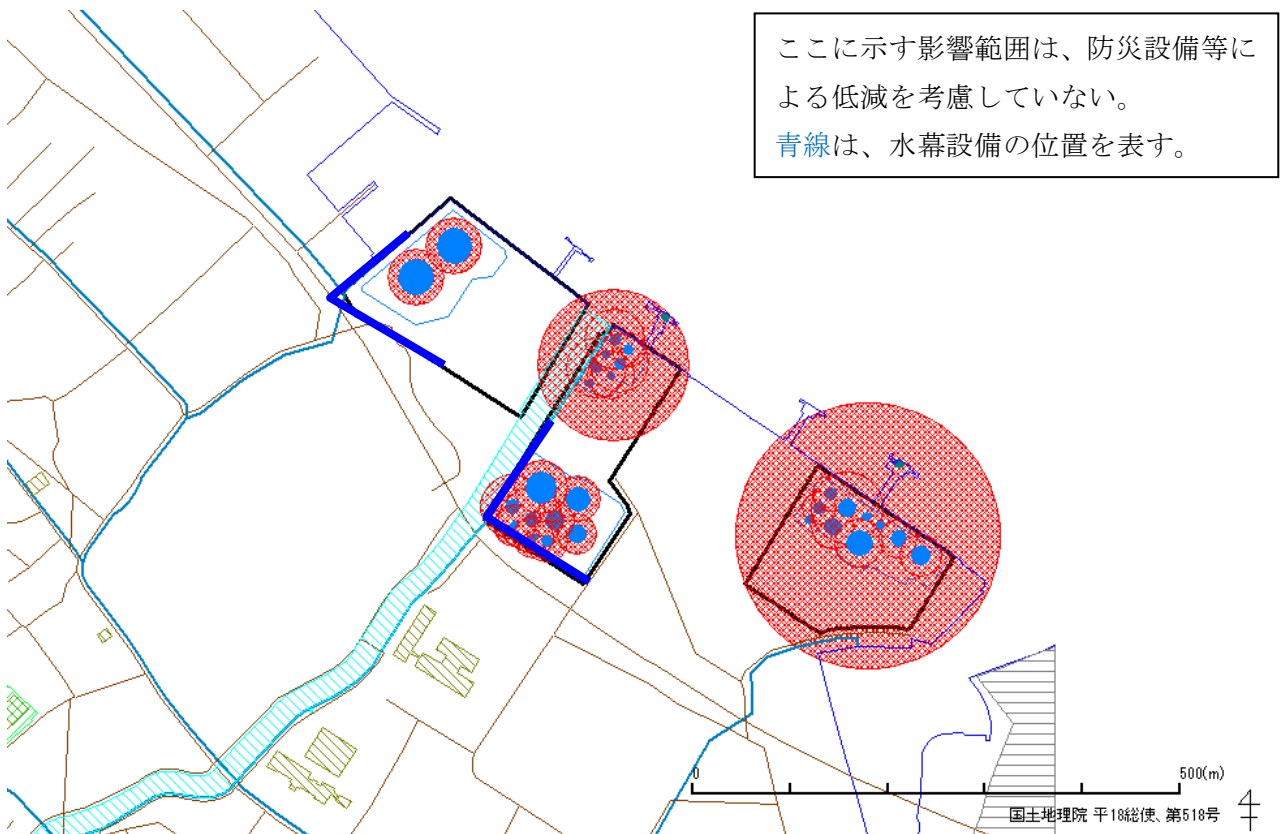 ここに示す影響範囲は、防災設備等に
よる低減を考慮していない。
青線は、水幕設備の位置を表す。
0
500(m)
国土地理院 平18総使、第518号